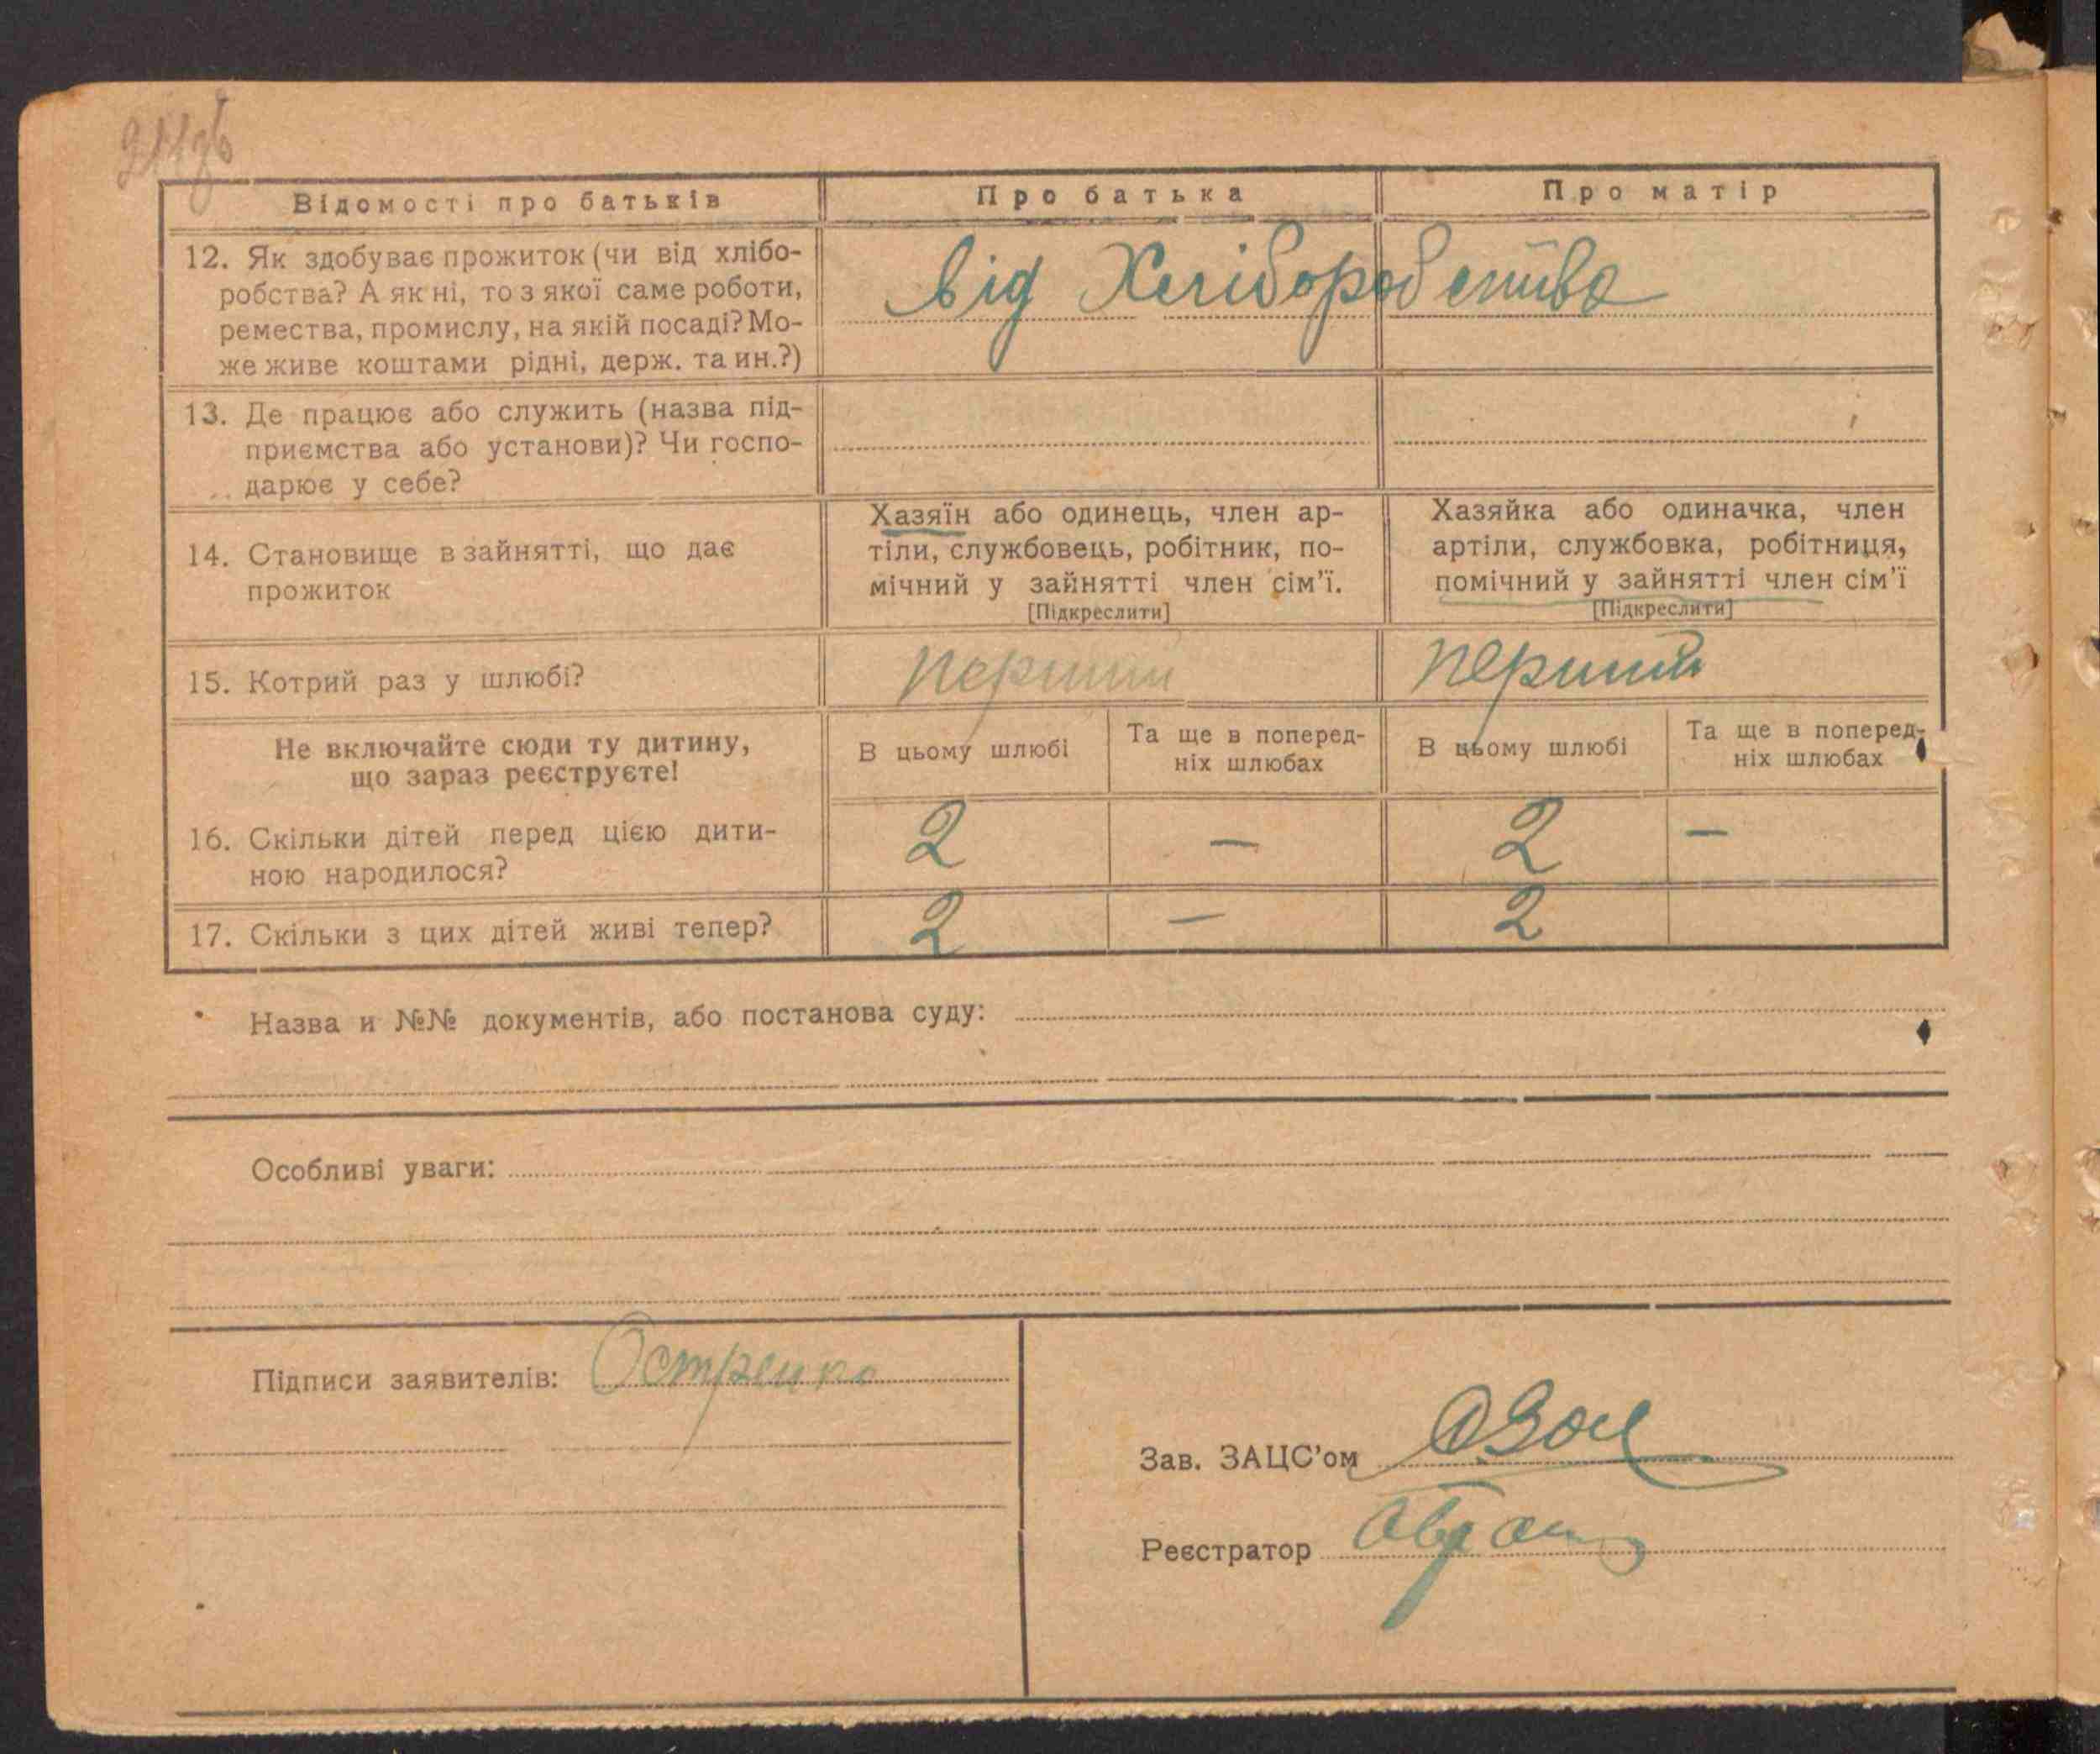 Відомості про батьків
Про батька
Про матір
12. Як здобуває прожиток (чи від хлібо-
робства? А як ні, то з якої саме роботи,
ремества, промислу, на якій посаді? Мо-
же живе коштами рідні, держ. та ин.?)
від Хліборобства
13. Де працює або служить (назва під-
приємства або установи)? Чи госпо-
дарює у себе?
14. Становище в зайнятті, що дає
прожиток
Хазяїн або одинець, член ар-
тіли, службовець, робітник, по-
мічний у зайнятті член сім'ї.
[Підкреслити]
Хазяйка або одиначка, член
артіли, службовка, робітниця,
помічний у зайнятті член сім'ї
[Підкреслити]
15. Котрий раз у шлюбі?
перший
перший
Не включайте сюди ту дитину,
що зараз реєструєте!
В цьому шлюбі
Та ще в поперед-
ніх шлюбах
В цьому шлюбі
Та ще в поперед-
ніх шлюбах
16. Скільки дітей перед цією дити-
ною народилося?
2 — 2 —
17. Скільки з цих дітей живі тепер?
2 — 2
Назва и №№ документів, або постанова суду:
Особливі уваги:
Підписи заявителів:
Зав. ЗАЦС'ом
Реєстратор